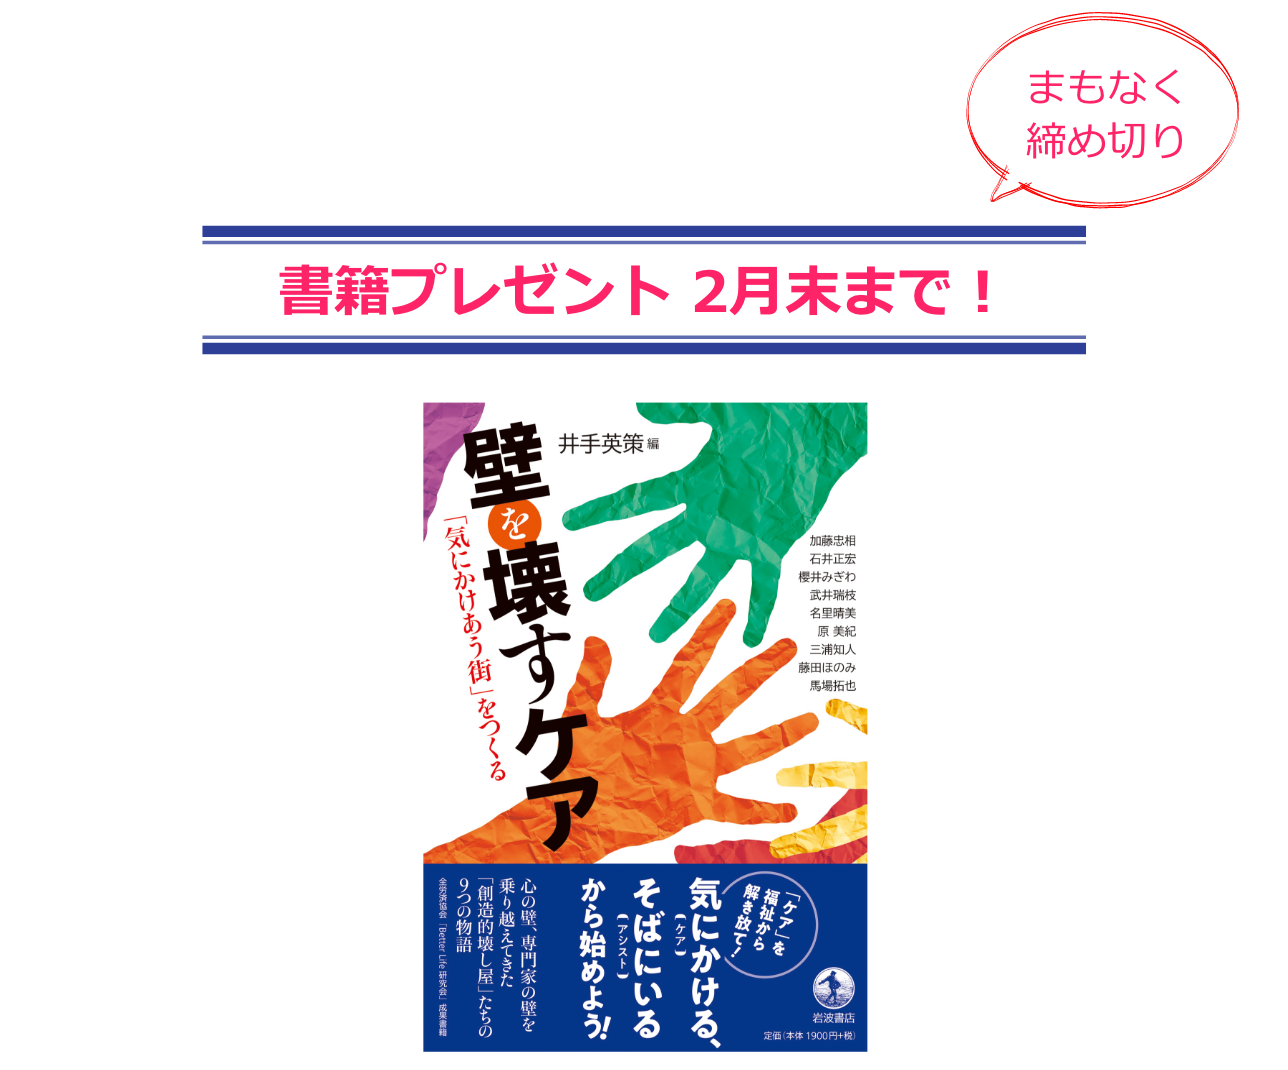 まもなく
締め切り
書籍プレゼント 2月末まで！
井手英策 編
壁を壊すケア
「気にかけあう街」をつくる
加藤忠相
石井正宏
櫻井みぎわ
武井瑞枝
名里晴美
原 美紀
三浦知人
藤田ほのみ
馬場拓也
「ケア」を
福祉から
解き放て！
気にかける、
（ケア）
そばにいる
（アシスト）
から始めよう！
心の壁、専門家の壁を
乗り越えてきた
「創造的壊し屋」たちの
9つの物語
全労済協会「Better Life 研究会」成果書籍
岩波書店
定価（本体 1900円+税）